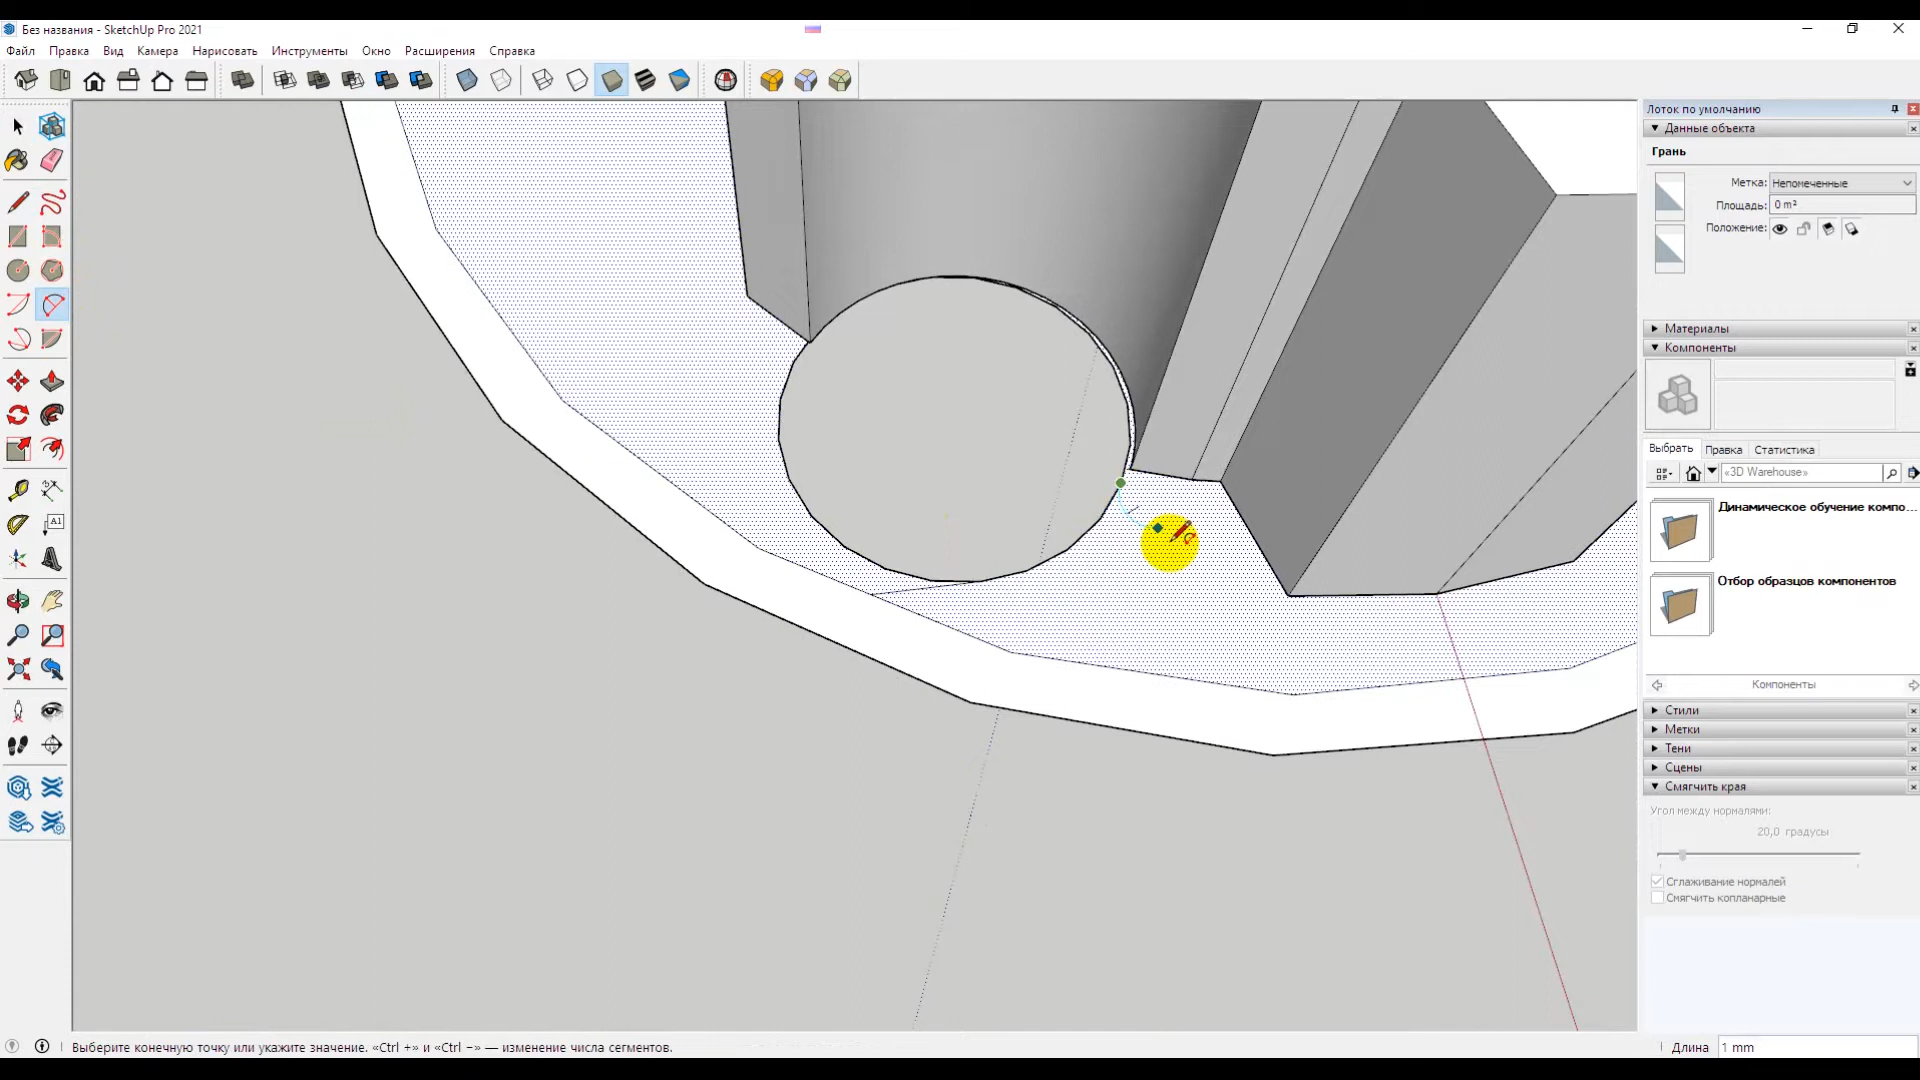 Без названия - SketchUp Pro 2021
Файл Правка Вид Камера Нарисовать Инструменты Окно Расширения Справка
Лоток по умолчанию
Данные объекта
Грань
Метка: Непомеченные
Площадь: 0 m²
Положение:
Материалы
Компоненты
Выбрать Правка Статистика
«3D Warehouse»
Динамическое обучение компо...
Отбор образцов компонентов
Компоненты
Стили
Метки
Тени
Сцены
Смягчить края
Угол между нормалями:
20,0 градусы
Сглаживание нормалей
Смягчить копланарные
A1
Выберите конечную точку или укажите значение. «Ctrl +» и «Ctrl −» — изменение числа сегментов.
Длина 1 mm